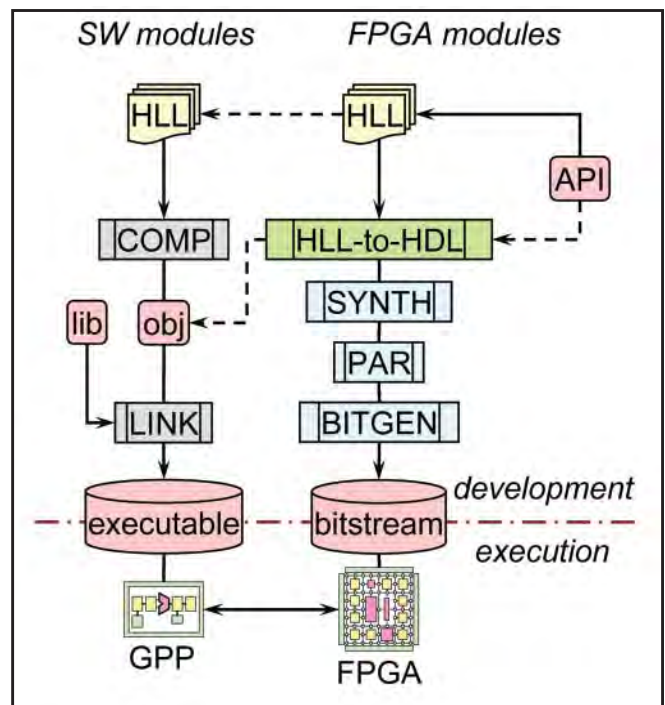 SW modules
FPGA modules
HLL
HLL
API
COMP
HLL-to-HDL
SYNTH
lib
obj
PAR
LINK
BITGEN
development
executable
bitstream
execution
GPP
FPGA